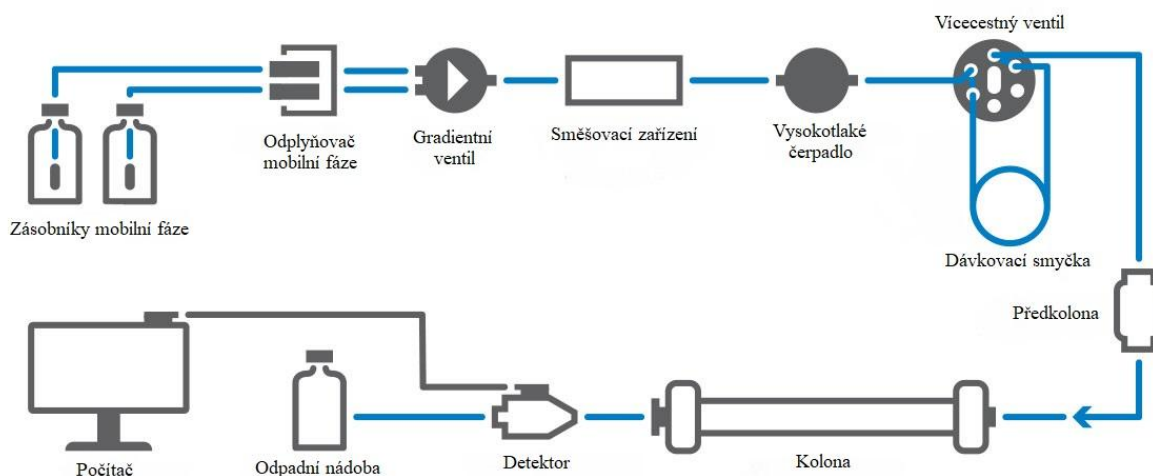 Vícecestný ventil
Odplyňovač
mobilní fáze
Gradientní
ventil
Směšovací zařízení
Vysokotlaké
čerpadlo
Zásobníky mobilní fáze
Dávkovací smyčka
Předkolona
Počítač
Odpadní nádoba
Detektor
Kolona